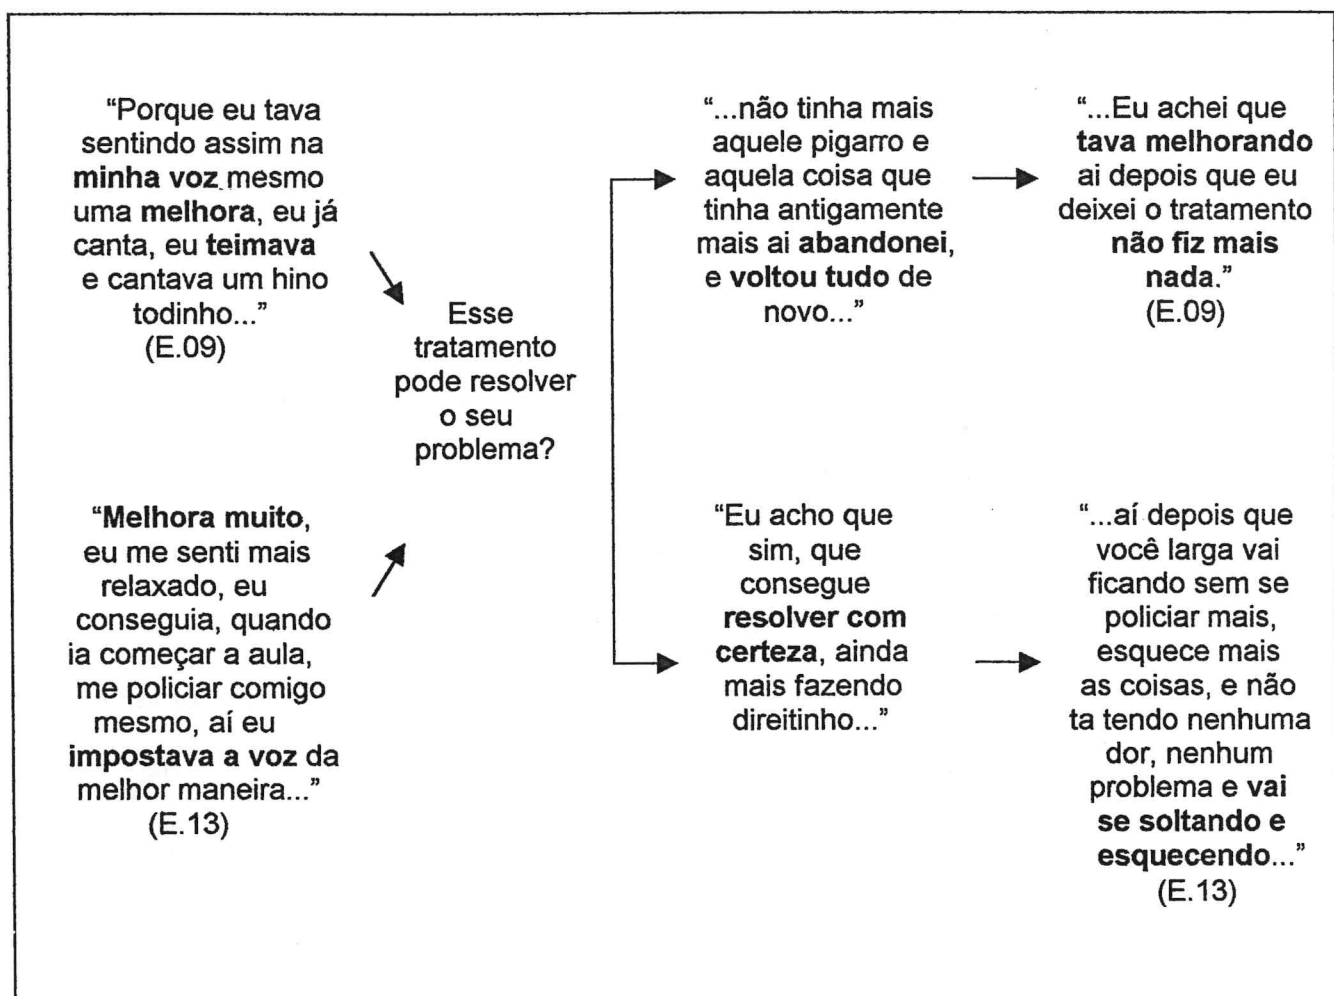 “Porque eu tava
sentindo assim na
minha voz mesmo
uma melhora, eu já
canta, eu teimava
e cantava um hino
todinho...”
(E.09)
“Melhora muito,
eu me senti mais
relaxado, eu
conseguia, quando
ia começar a aula,
me policiar comigo
mesmo, aí eu
impostava a voz da
melhor maneira...”
(E.13)
Esse
tratamento
pode resolver
o seu
problema?
“...não tinha mais
aquele pigarro e
aquela coisa que
tinha antigamente
mais ai abandonei,
e voltou tudo de
novo...”
“...Eu achei que
tava melhorando
ai depois que eu
deixei o tratamento
não fiz mais
nada.”
(E.09)
“Eu acho que
sim, que
consegue
resolver com
certeza, ainda
mais fazendo
direitinho...”
“...aí depois que
você larga vai
ficando sem se
policiar mais,
esquece mais
as coisas, e não
ta tendo nenhuma
dor, nenhum
problema e vai
se soltando e
esquecendo...”
(E.13)